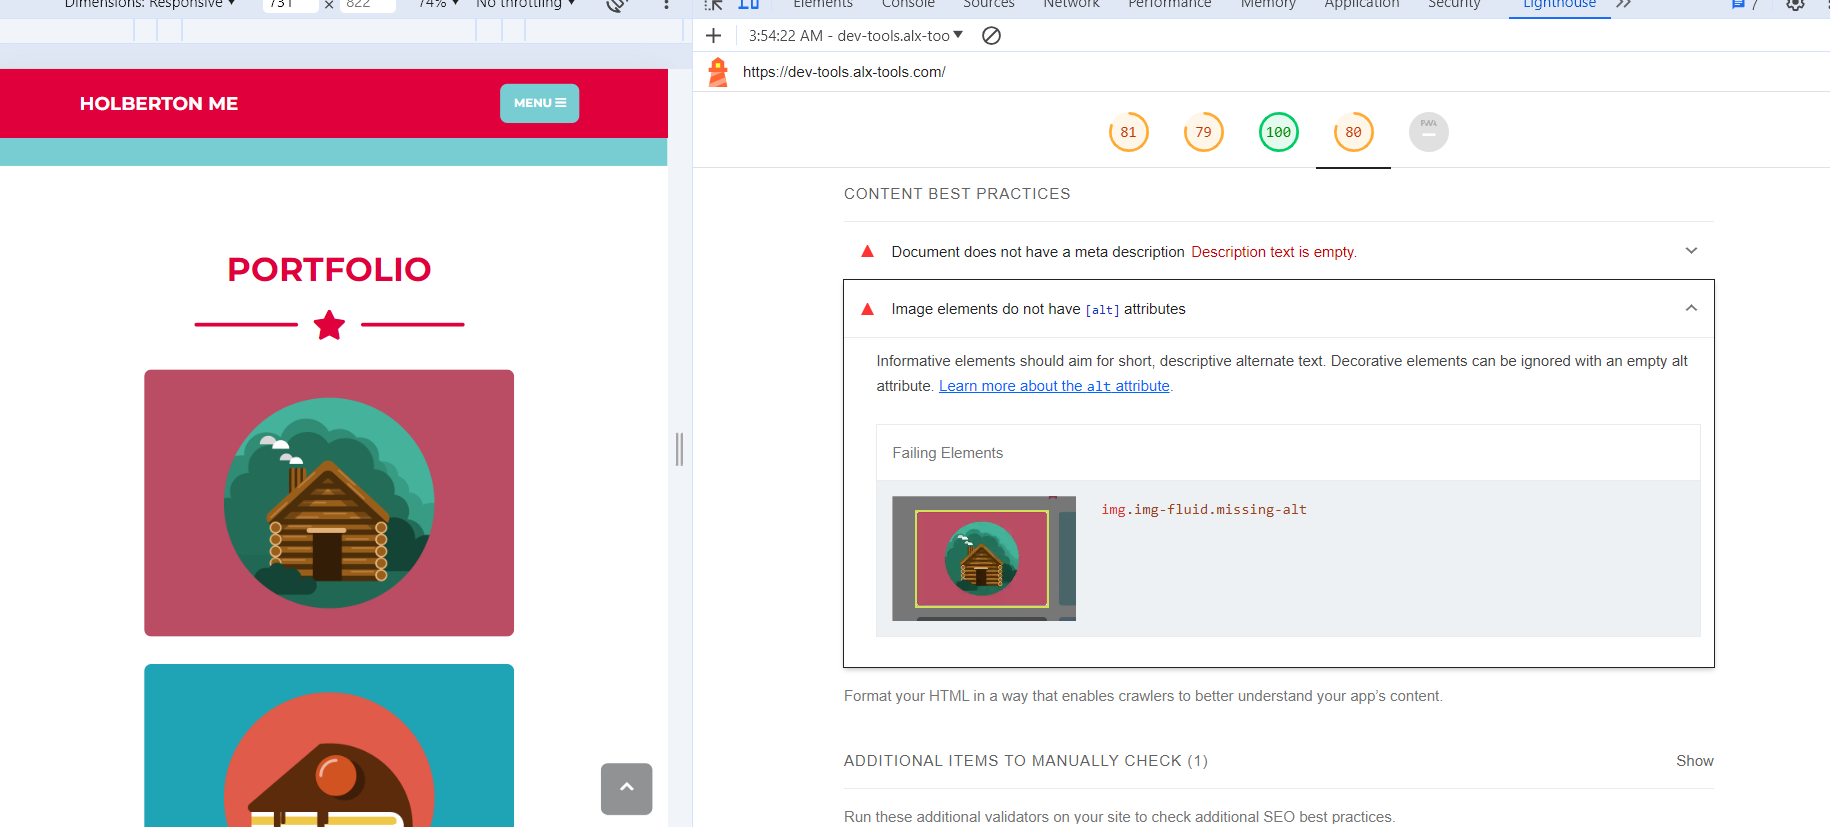 Dimensions: Responsive
731 × 822
74%
No throttling
Elements
Console
Sources
Network
Performance
Memory
Application
Security
Lighthouse
7
3:54:22 AM - dev-tools.alx-too
https://dev-tools.alx-tools.com/
HOLBERTON ME
MENU
PORTFOLIO
81
79
100
80
PWA
CONTENT BEST PRACTICES
Document does not have a meta description Description text is empty.
Image elements do not have [alt] attributes
Informative elements should aim for short, descriptive alternate text. Decorative elements can be ignored with an empty alt
attribute. Learn more about the alt attribute.
Failing Elements
img.img-fluid.missing-alt
Format your HTML in a way that enables crawlers to better understand your app’s content.
ADDITIONAL ITEMS TO MANUALLY CHECK (1)
Show
Run these additional validators on your site to check additional SEO best practices.